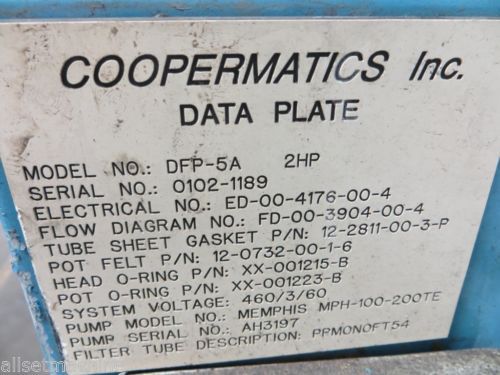 COOPERMATICS Inc.
DATA PLATE
MODEL NO.: DFP-5A 2HP
SERIAL NO.: 0102-1189
ELECTRICAL NO.: ED-00-4176-00-4
FLOW DIAGRAM NO.: FD-00-3904-00-4
TUBE SHEET GASKET P/N: 12-2811-00-3-P
POT FELT P/N: 12-0732-00-1-6
HEAD O-RING P/N: XX-001215-B
POT O-RING P/N: XX-001223-B
SYSTEM VOLTAGE: 460/3/60
PUMP MODEL NO.: MEMPHIS MPH-100-200TE
PUMP SERIAL NO.: AH3197
FILTER TUBE DESCRIPTION: PPMONOFT54